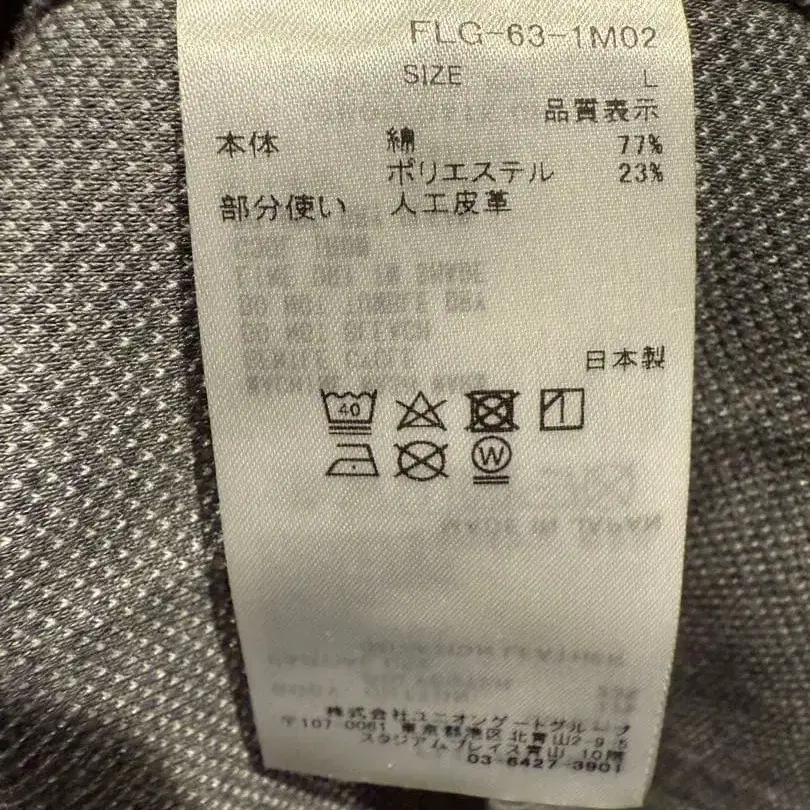 FLG-63-1M02
SIZE L
品質表示
本体 綿 77%
ポリエステル 23%
部分使い 人工皮革
日本製
40
W
株式会社ユニオンゲートグループ
〒107-0061 東京都港区北青山2-9-5
スタジアムプレイス青山 10階
03-6427-3901